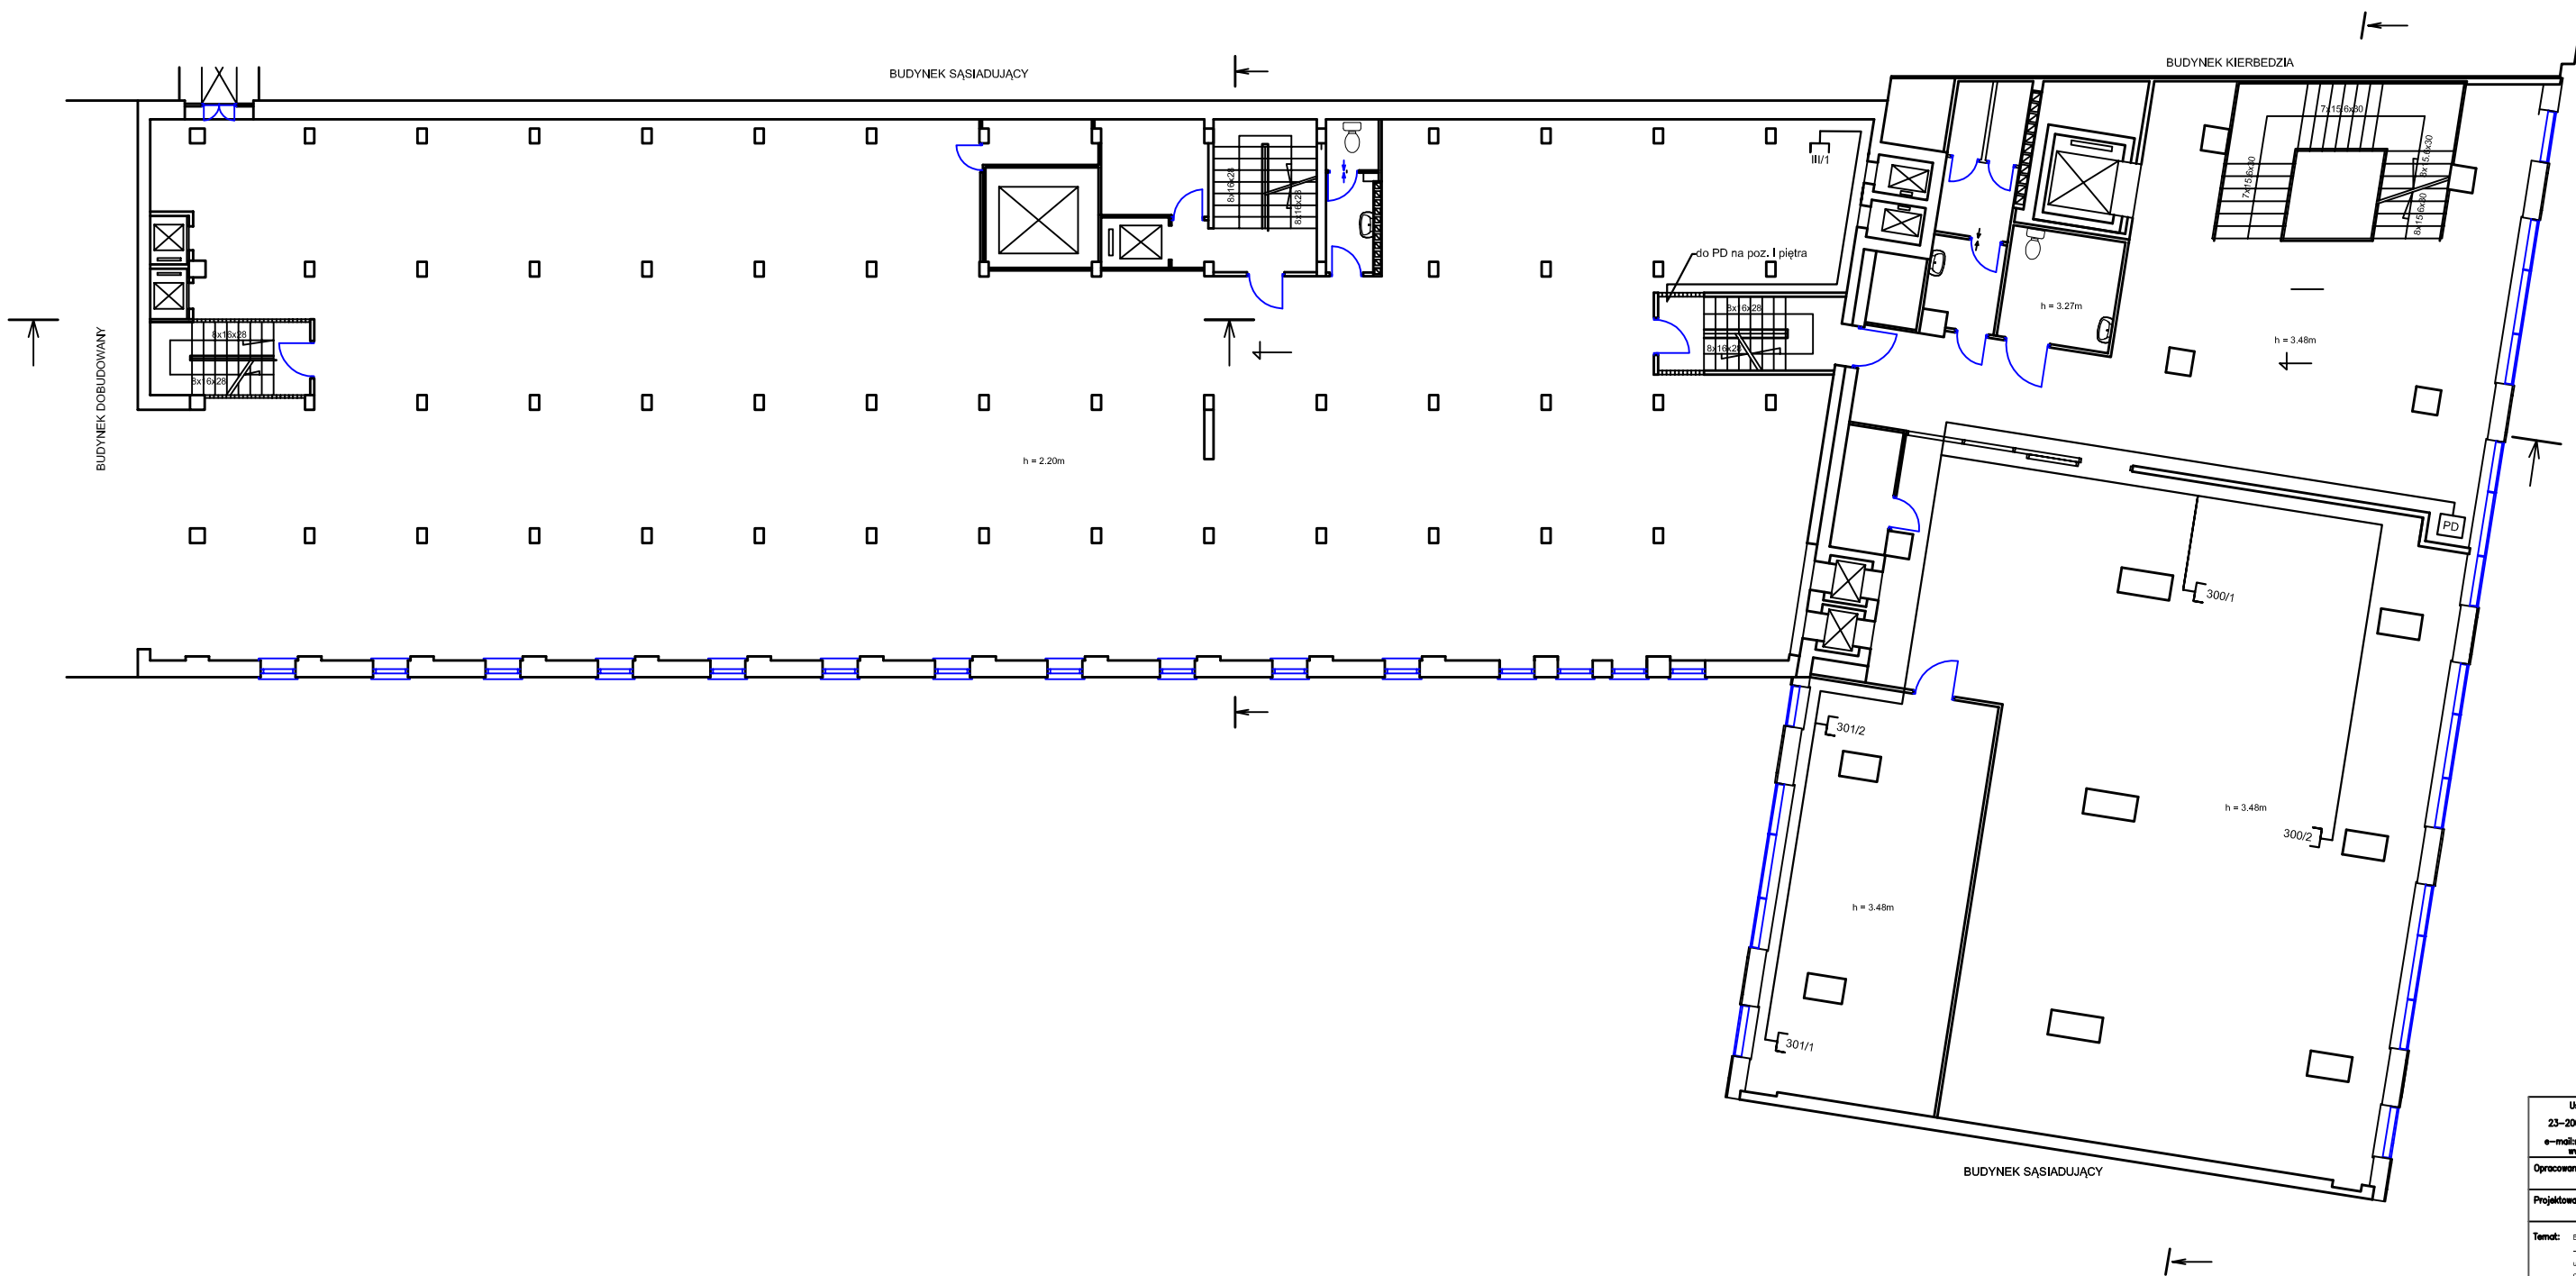 BUDYNEK KIERBEDZIA
BUDYNEK SĄSIADUJĄCY
7x15.6x30
8x15.6x30
7x15.6x30
8x15.6x30
III/1
8x16x28
8x16x28
do PD na poz. I piętra
h = 3.27m
8x16x28
8x16x28
h = 3.48m
8x16x28
8x16x28
BUDYNEK DOBUDOWANY
h = 2.20m
PD
300/1
301/2
h = 3.48m
300/2
h = 3.48m
301/1
BUDYNEK SĄSIADUJĄCY
Temat: